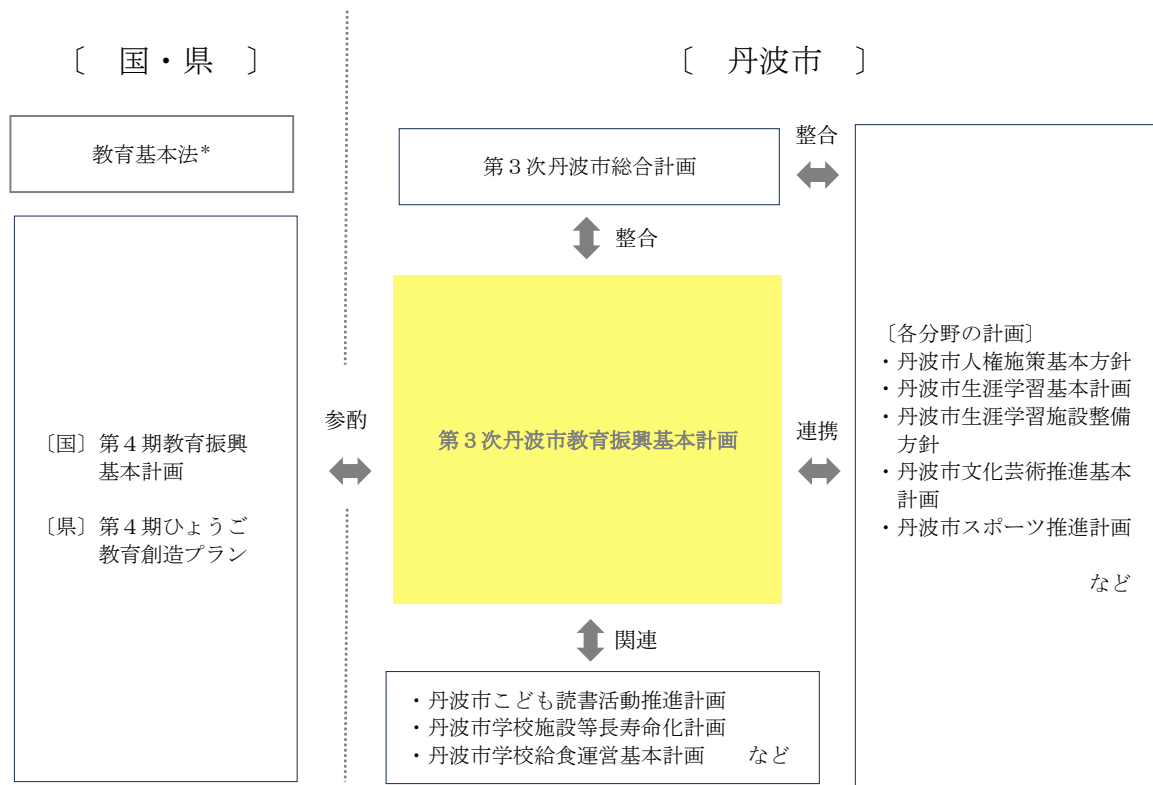 〔 国・県 〕
教育基本法*
〔国〕第４期教育振興
基本計画
〔県〕第４期ひょうご
教育創造プラン
参酌
〔 丹波市 〕
第３次丹波市総合計画
整合
整合
第３次丹波市教育振興基本計画
連携
関連
・丹波市こども読書活動推進計画
・丹波市学校施設等長寿命化計画
・丹波市学校給食運営基本計画 など
〔各分野の計画〕
・丹波市人権施策基本方針
・丹波市生涯学習基本計画
・丹波市生涯学習施設整備
方針
・丹波市文化芸術推進基本
計画
・丹波市スポーツ推進計画
など